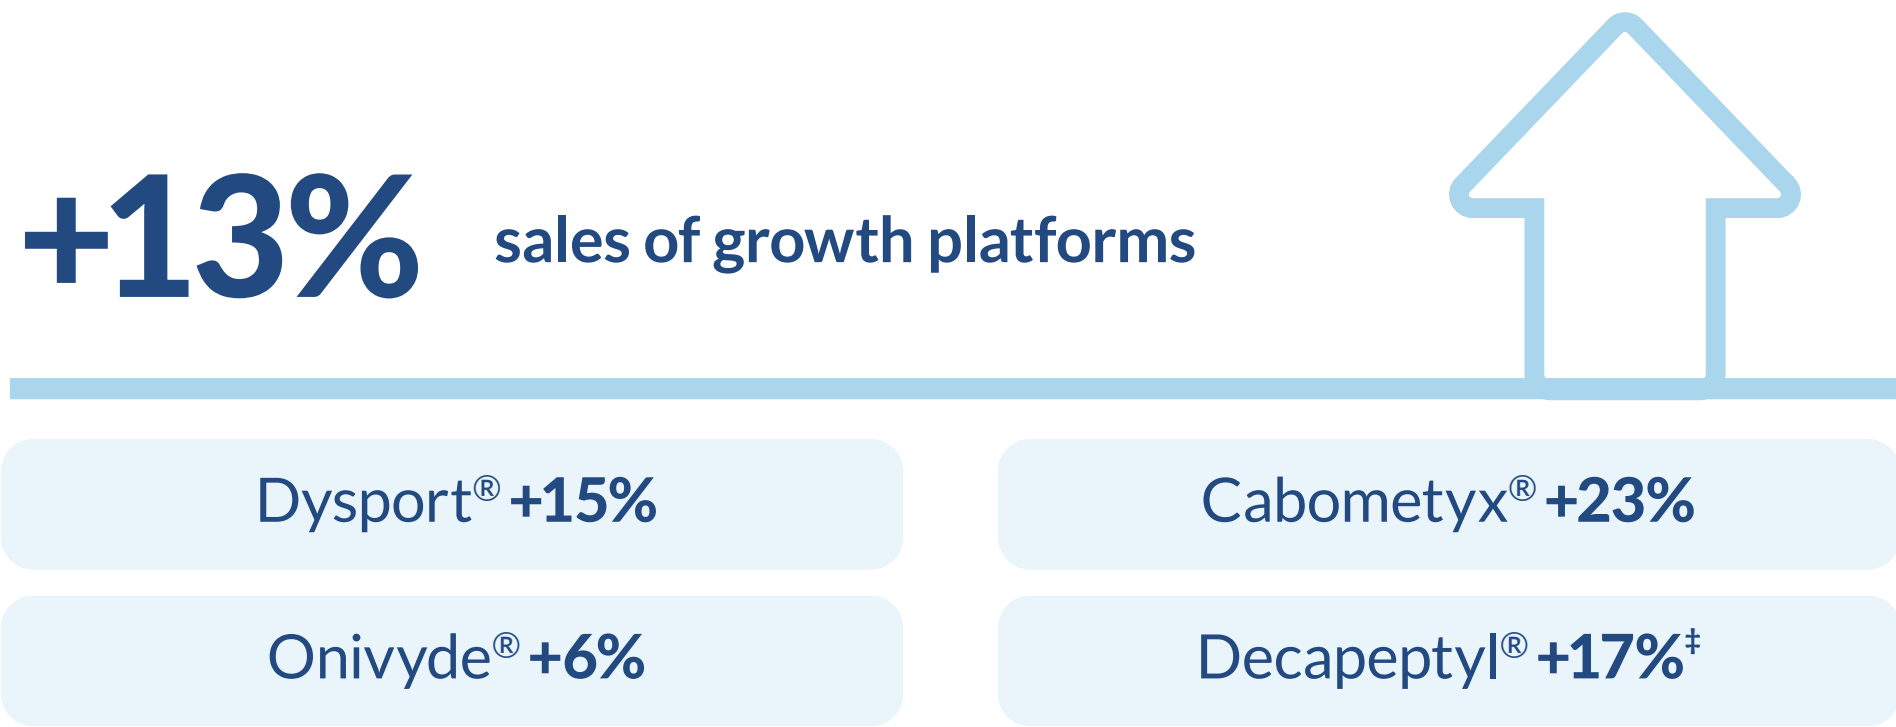 +13% sales of growth platforms
Dysport® +15%
Cabometyx® +23%
Onivyde® +6%
Decapeptyl® +17%‡